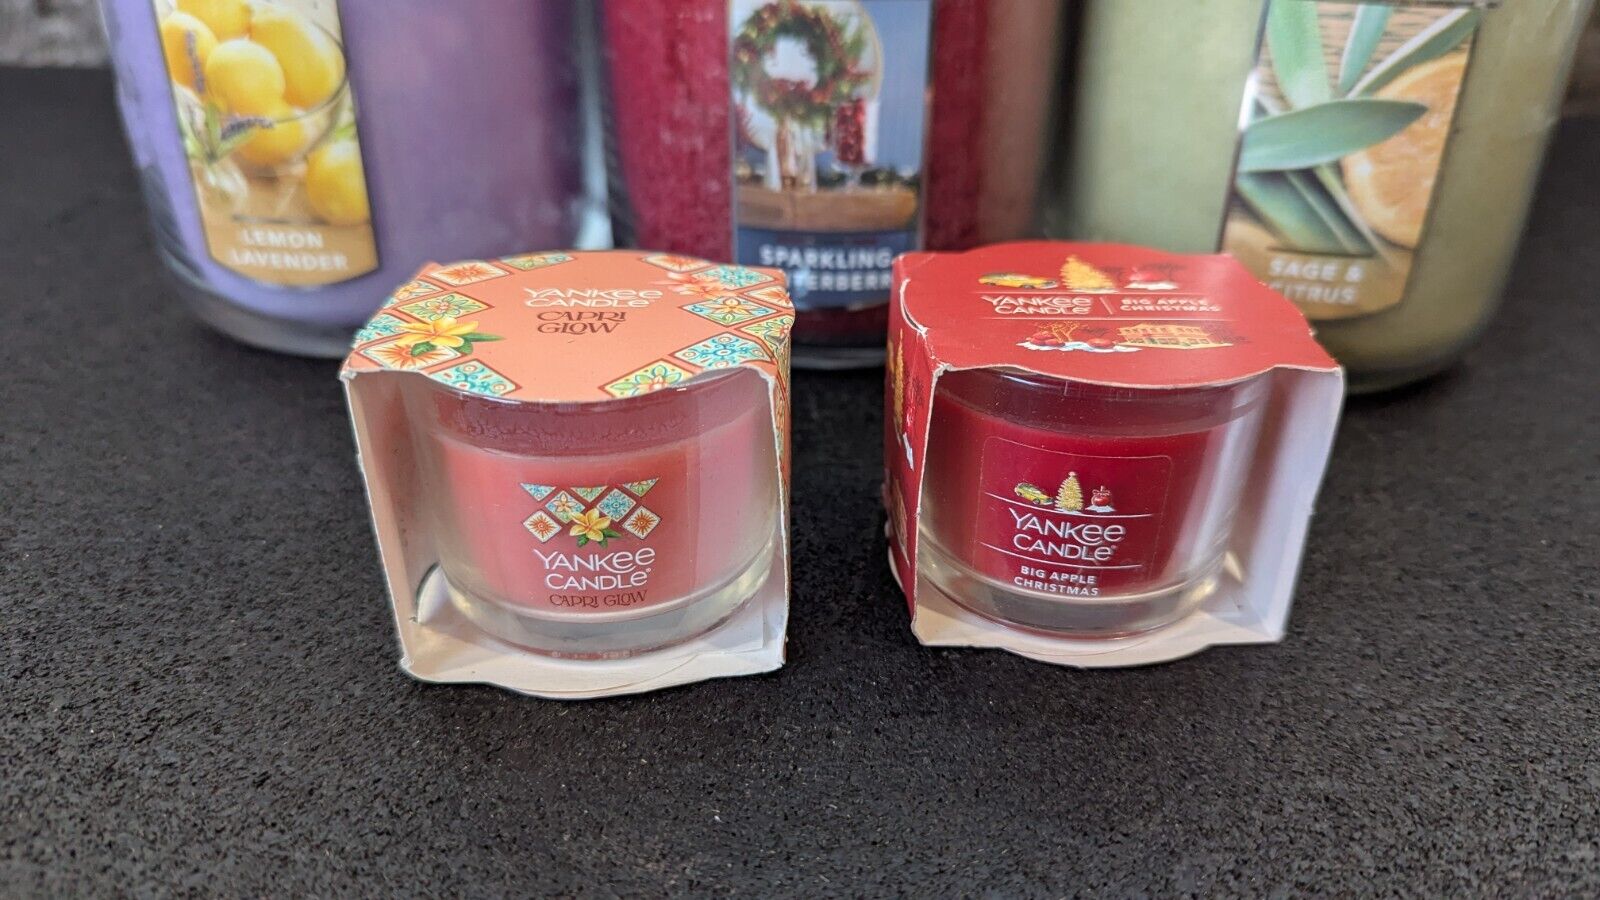 LEMON
LAVENDER
SPARKLING
SAGE &
CITRUS
YANKEE
CANDLE
CAPRI
GLOW
YANKEE
CANDLE
BIG APPLE
CHRISTMAS
YANKEE
CANDLE®
CAPRI GLOW
YANKEE
CANDLE®
BIG APPLE
CHRISTMAS